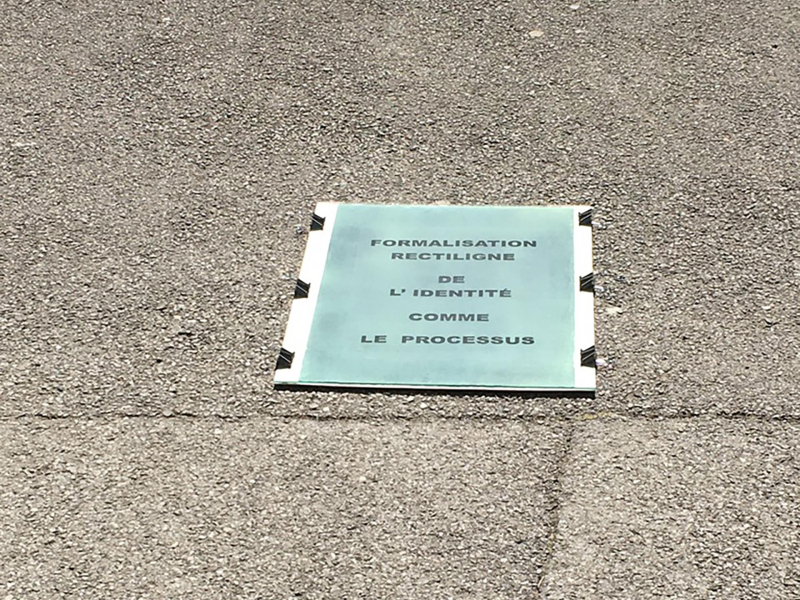 FORMALISATION
RECTILIGNE
DE
L' IDENTITÉ
COMME
LE PROCESSUS